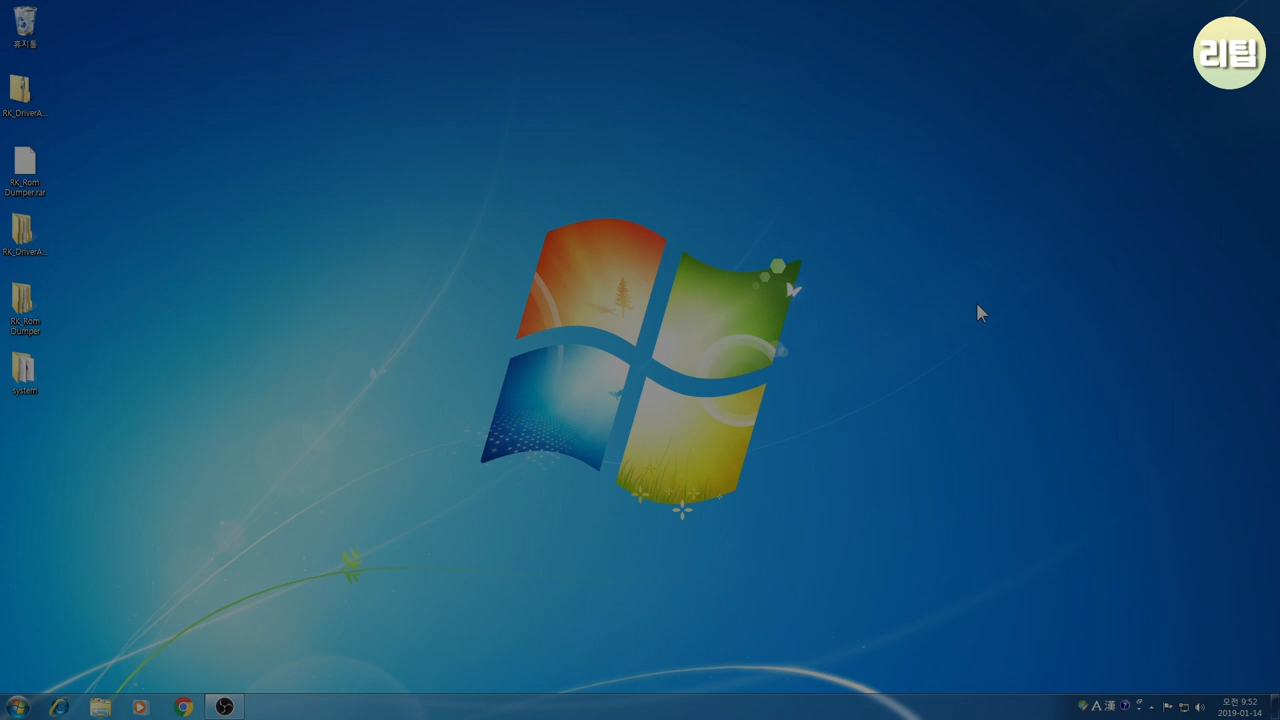 휴지통
RK_DriverA...
RK_Rom
Dumper.rar
RK_DriverA...
RK_Rom
Dumper
system
리팁
A 漢
오전 9:52
2019-01-14